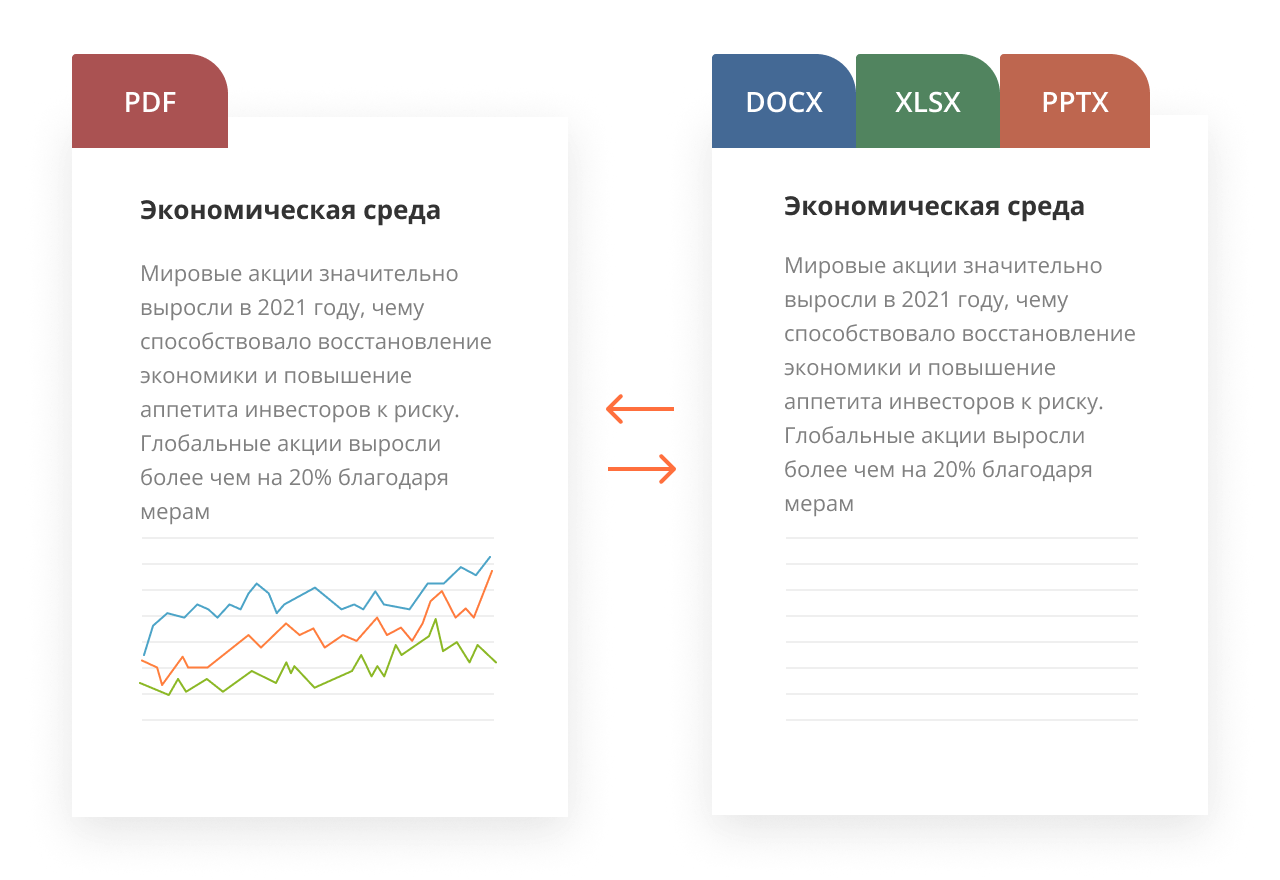 PDF
Экономическая среда
Мировые акции значительно
выросли в 2021 году, чему
способствовало восстановление
экономики и повышение
аппетита инвесторов к риску.
Глобальные акции выросли
более чем на 20% благодаря
мерам
DOCX
XLSX
PPTX
Экономическая среда
Мировые акции значительно
выросли в 2021 году, чему
способствовало восстановление
экономики и повышение
аппетита инвесторов к риску.
Глобальные акции выросли
более чем на 20% благодаря
мерам